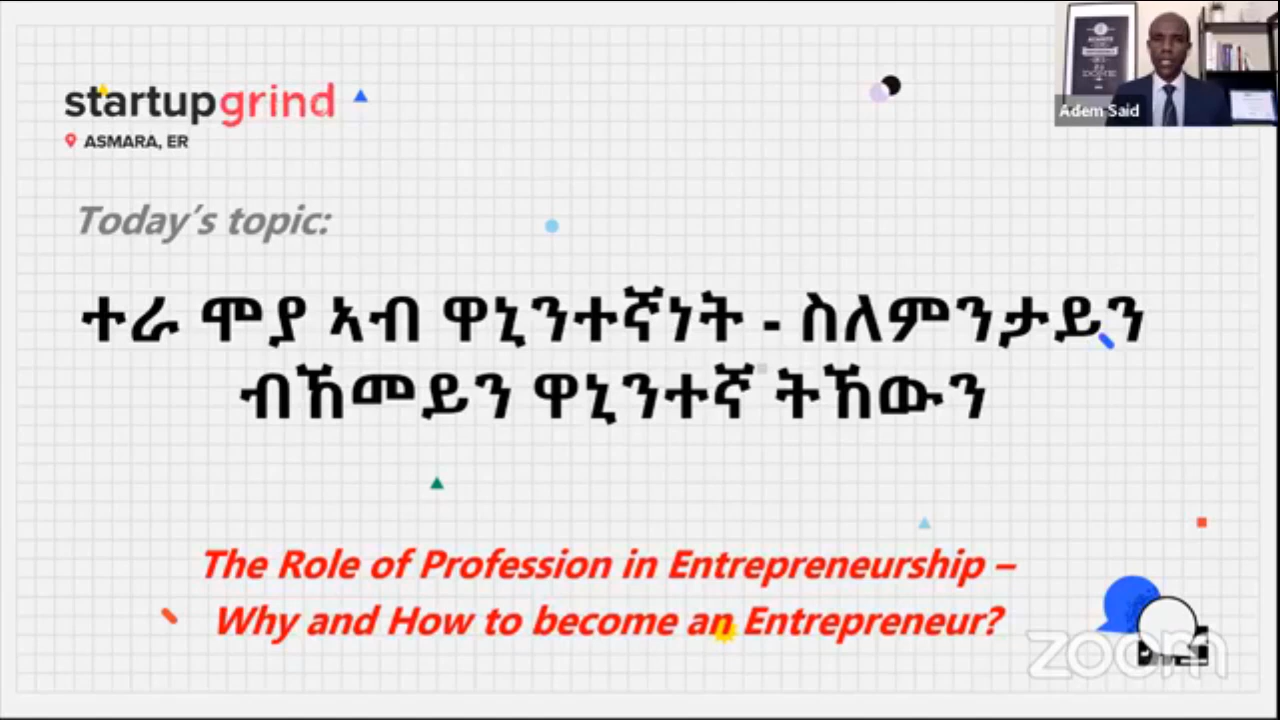 startupgrind
ASMARA, ER
Adem Said
Today's topic:
ተራ ሞያ ኣብ ዋኒንተኛነት - ስለምንታይን
ብኸመይን ዋኒንተኛ ትኸውን
The Role of Profession in Entrepreneurship –
Why and How to become an Entrepreneur?
zoom